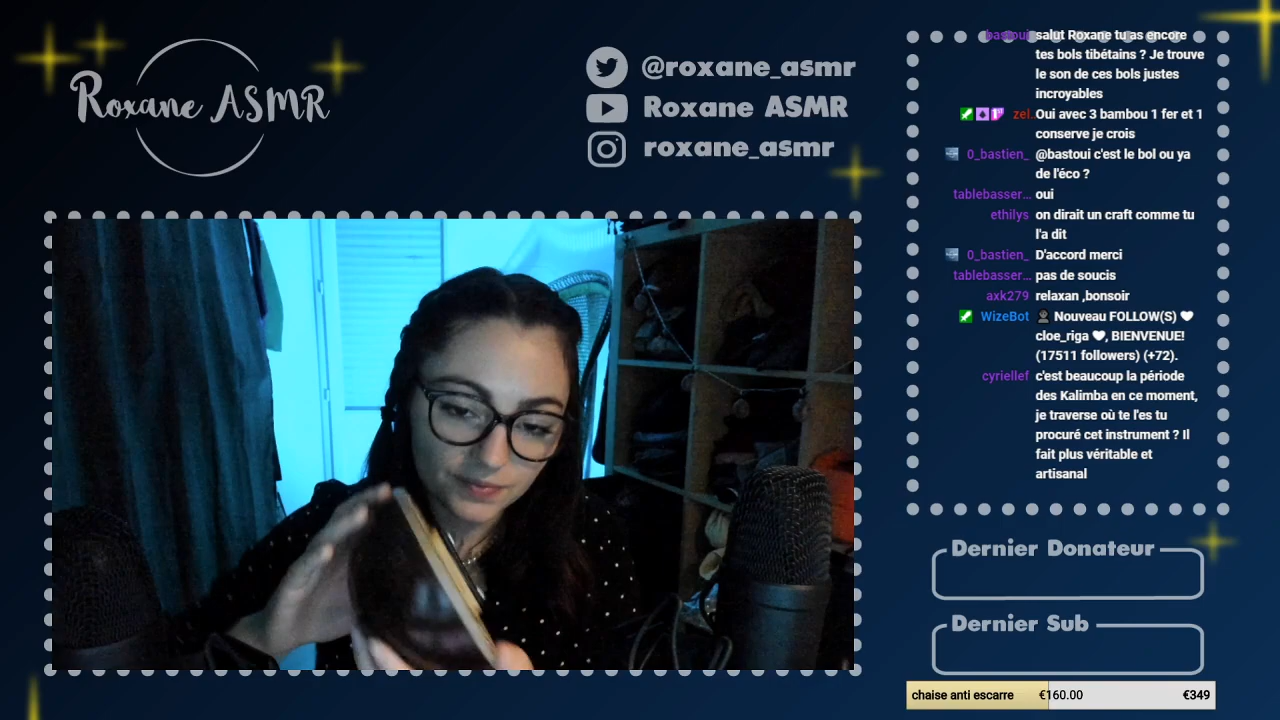 Roxane ASMR
@roxane_asmr
Roxane ASMR
roxane_asmr
bastoui salut Roxane tu as encore
tes bols tibétains ? Je trouve
le son de ces bols justes
incroyables
zel… Oui avec 3 bambou 1 fer et 1
conserve je crois
0_bastien_ @bastoui c'est le bol ou ya
de l'éco ?
tablebasser… oui
ethilys on dirait un craft comme tu
l'a dit
0_bastien_ D'accord merci
tablebasser… pas de soucis
axk279 relaxan ,bonsoir
WizeBot Nouveau FOLLOW(S)
cloe_riga , BIENVENUE!
(17511 followers) (+72).
cyriellef c'est beaucoup la période
des Kalimba en ce moment,
je traverse où te l'es tu
procuré cet instrument ? Il
fait plus véritable et
artisanal
Dernier Donateur
Dernier Sub
chaise anti escarre €160.00 €349